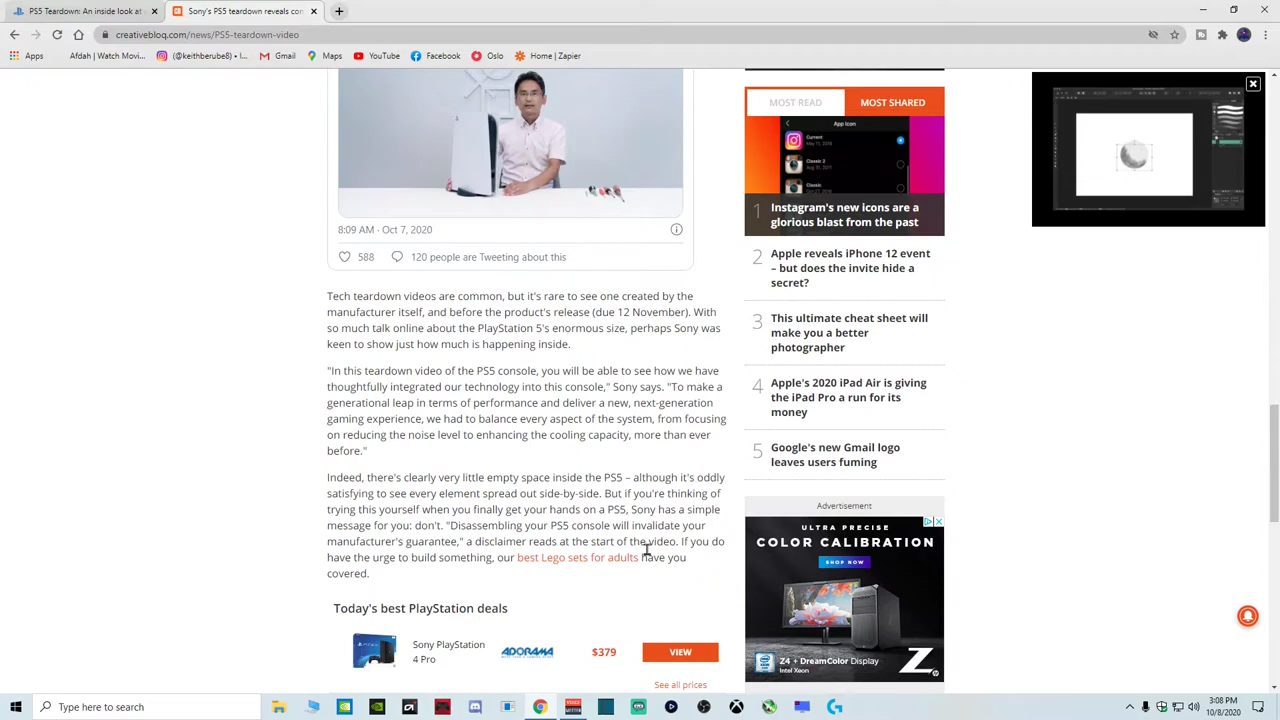 PS5 Teardown: An inside look at
Sony's PS5 teardown reveals con
creativebloq.com/news/PS5-teardown-video
Apps
Afdah | Watch Movi...
Gmail
Maps
(@keithberube8) • I...
YouTube
Facebook
Oslo
Home | Zapier
8:09 AM · Oct 7, 2020
588
120 people are Tweeting about this
Tech teardown videos are common, but it's rare to see one created by the
manufacturer itself, and before the product's release (due 12 November). With
so much talk online about the PlayStation 5's enormous size, perhaps Sony was
keen to show just how much is happening inside.
"In this teardown video of the PS5 console, you will be able to see how we have
thoughtfully integrated our technology into this console," Sony says. "To make a
generational leap in terms of performance and deliver a new, next-generation
gaming experience, we had to balance every aspect of the system, from focusing
on reducing the noise level to enhancing the cooling capacity, more than ever
before."
Indeed, there's clearly very little empty space inside the PS5 – although it's oddly
satisfying to see every element spread out side-by-side. But if you're thinking of
trying this yourself when you finally get your hands on a PS5, Sony has a simple
message for you: don't. "Disassembling your PS5 console will invalidate your
manufacturer's guarantee," a disclaimer reads at the start of the video. If you do
have the urge to build something, our best Lego sets for adults have you
covered.
Today's best PlayStation deals
Sony PlayStation
4 Pro
ADORAMA
$379
VIEW
See all prices
MOST READ
MOST SHARED
App Icon
Current
Classic 2
Classic
1
Instagram's new icons are a
glorious blast from the past
2
Apple reveals iPhone 12 event
– but does the invite hide a
secret?
3
This ultimate cheat sheet will
make you a better
photographer
4
Apple's 2020 iPad Air is giving
the iPad Pro a run for its
money
5
Google's new Gmail logo
leaves users fuming
Advertisement
ULTRA PRECISE
COLOR CALIBRATION
SHOP NOW
Z4 + DreamColor Display
Intel Xeon
Type here to search
3:08 PM
10/8/2020